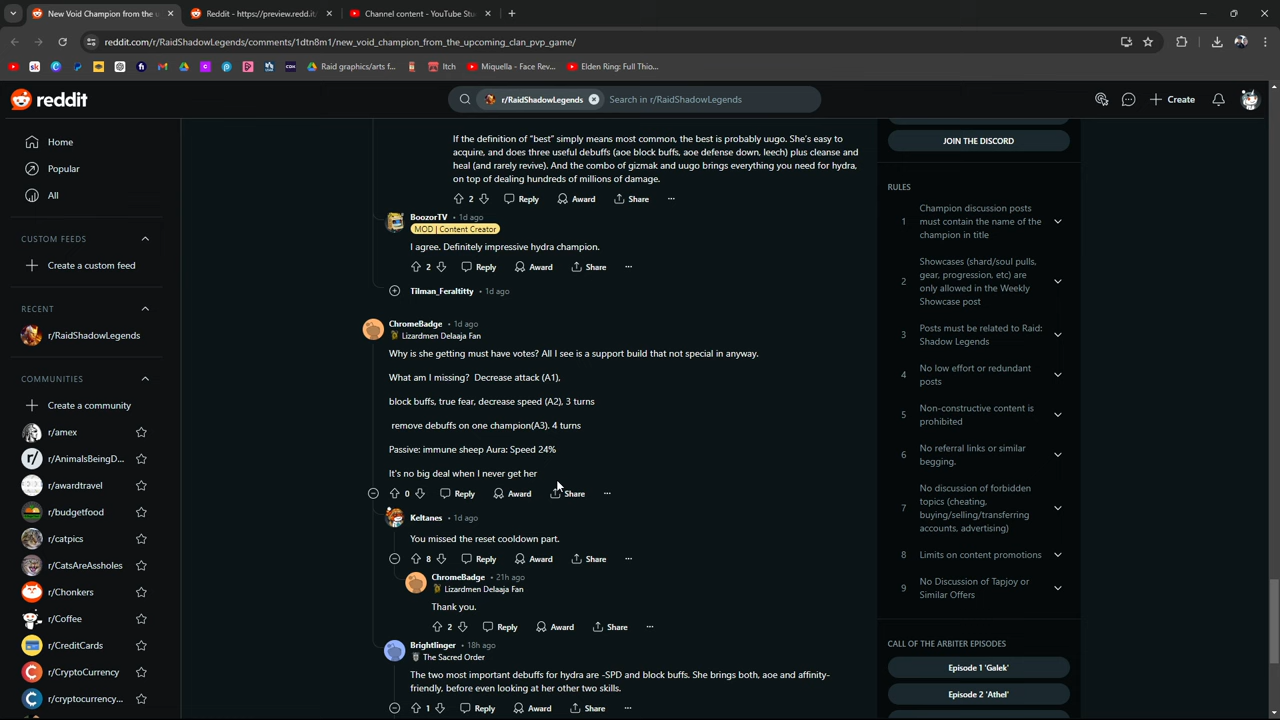 New Void Champion from the u
Reddit - https://preview.redd.it/
Channel content - YouTube Stu
reddit.com/r/RaidShadowLegends/comments/1dtn8m1/new_void_champion_from_the_upcoming_clan_pvp_game/
Raid graphics/arts f...
Itch
Miquella - Face Rev...
Elden Ring: Full Thio...
reddit
r/RaidShadowLegends
Search in r/RaidShadowLegends
Create
Home
Popular
All
CUSTOM FEEDS
Create a custom feed
RECENT
r/RaidShadowLegends
COMMUNITIES
Create a community
r/amex
r/AnimalsBeingD...
r/awardtravel
r/budgetfood
r/catpics
r/CatsAreAssholes
r/Chonkers
r/Coffee
r/CreditCards
r/CryptoCurrency
r/cryptocurrency...
If the definition of "best" simply means most common, the best is probably uugo. She's easy to
acquire, and does three useful debuffs (aoe block buffs, aoe defense down, leech) plus cleanse and
heal (and rarely revive). And the combo of gizmak and uugo brings everything you need for hydra,
on top of dealing hundreds of millions of damage.
2 Reply Award Share ...
BoozorTV • 1d ago
MOD | Content Creator
I agree. Definitely impressive hydra champion.
2 Reply Award Share ...
Tilman_Feraltitty • 1d ago
ChromeBadge • 1d ago
Lizardmen Delaaja Fan
Why is she getting must have votes? All I see is a support build that not special in anyway.
What am I missing? Decrease attack (A1),
block buffs, true fear, decrease speed (A2), 3 turns
remove debuffs on one champion(A3). 4 turns
Passive: immune sheep Aura: Speed 24%
It's no big deal when I never get her
0 Reply Award Share ...
Keltanes • 1d ago
You missed the reset cooldown part.
8 Reply Award Share ...
ChromeBadge • 21h ago
Lizardmen Delaaja Fan
Thank you.
2 Reply Award Share ...
Brightlinger • 18h ago
The Sacred Order
The two most important debuffs for hydra are -SPD and block buffs. She brings both, aoe and affinity-
friendly, before even looking at her other two skills.
1 Reply Award Share ...
JOIN THE DISCORD
RULES
1 Champion discussion posts
must contain the name of the
champion in title
2 Showcases (shard/soul pulls,
gear, progression, etc) are
only allowed in the Weekly
Showcase post
3 Posts must be related to Raid:
Shadow Legends
4 No low effort or redundant
posts
5 Non-constructive content is
prohibited
6 No referral links or similar
begging.
7 No discussion of forbidden
topics (cheating,
buying/selling/transferring
accounts, advertising)
8 Limits on content promotions
9 No Discussion of Tapjoy or
Similar Offers
CALL OF THE ARBITER EPISODES
Episode 1 'Galek'
Episode 2 'Athel'